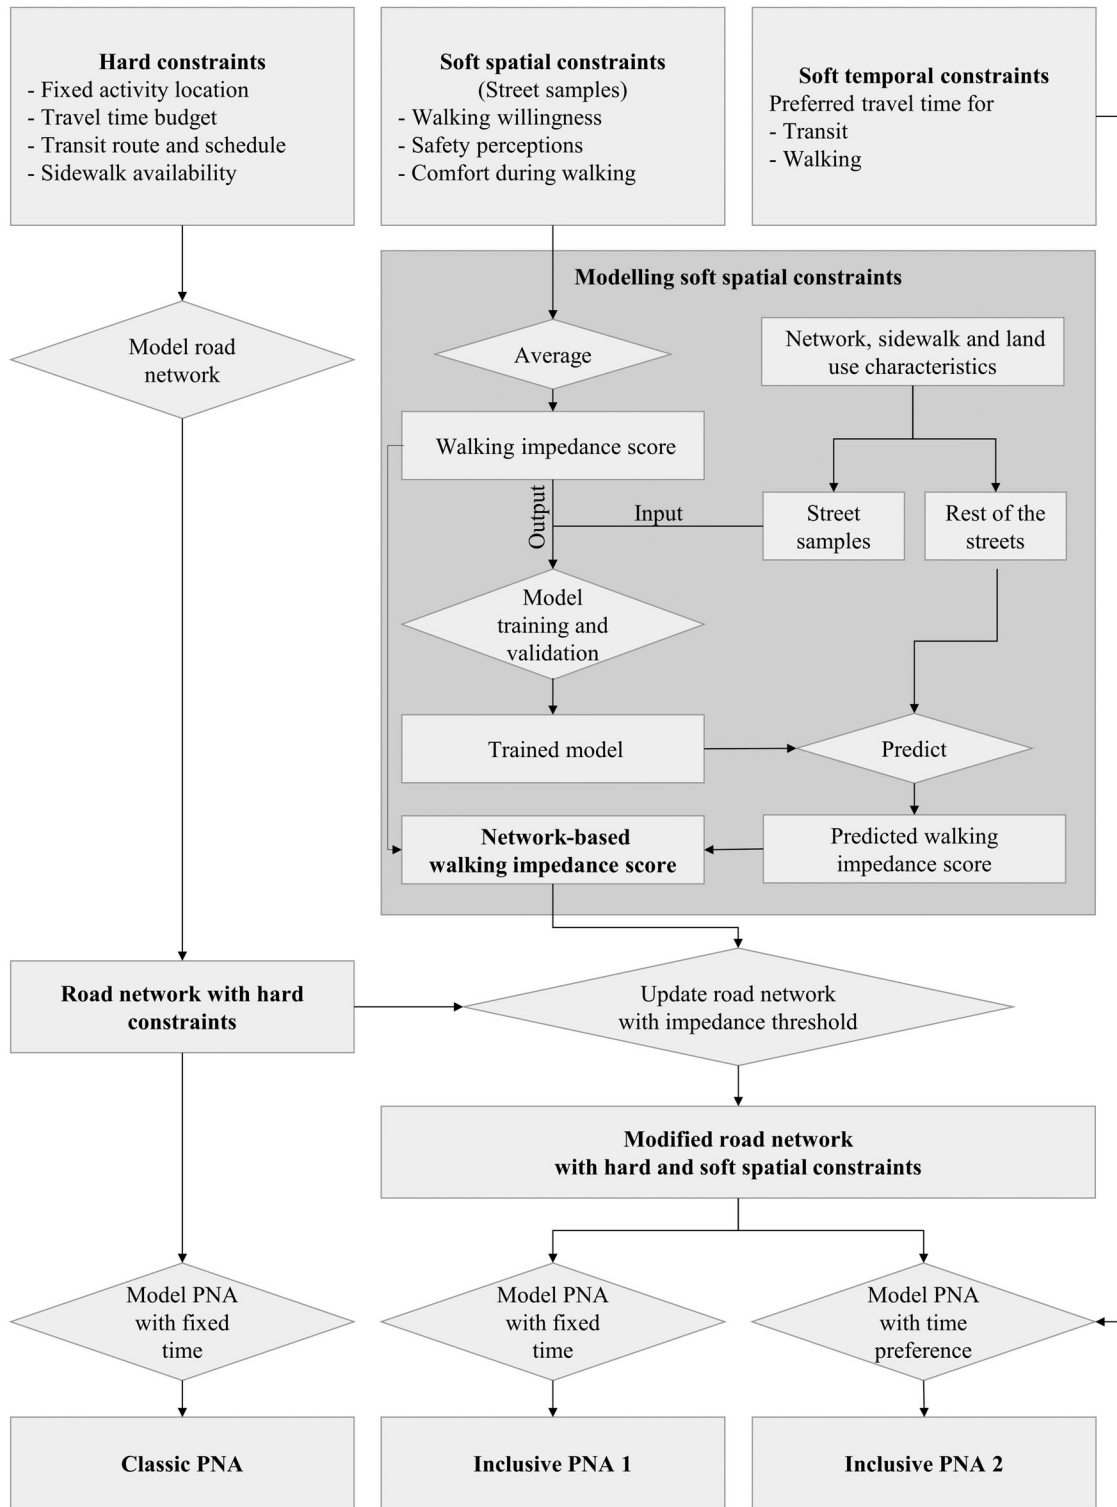 Hard constraints
- Fixed activity location
- Travel time budget
- Transit route and schedule
- Sidewalk availability
Soft spatial constraints
(Street samples)
- Walking willingness
- Safety perceptions
- Comfort during walking
Soft temporal constraints
Preferred travel time for
- Transit
- Walking
Modelling soft spatial constraints
Model road
network
Average
Network, sidewalk and land
use characteristics
Walking impedance score
Output
Input
Street
samples
Rest of the
streets
Model
training and
validation
Trained model
Predict
Network-based
walking impedance score
Predicted walking
impedance score
Road network with hard
constraints
Update road network
with impedance threshold
Modified road network
with hard and soft spatial constraints
Model PNA
with fixed
time
Model PNA
with fixed
time
Model PNA
with time
preference
Classic PNA
Inclusive PNA 1
Inclusive PNA 2